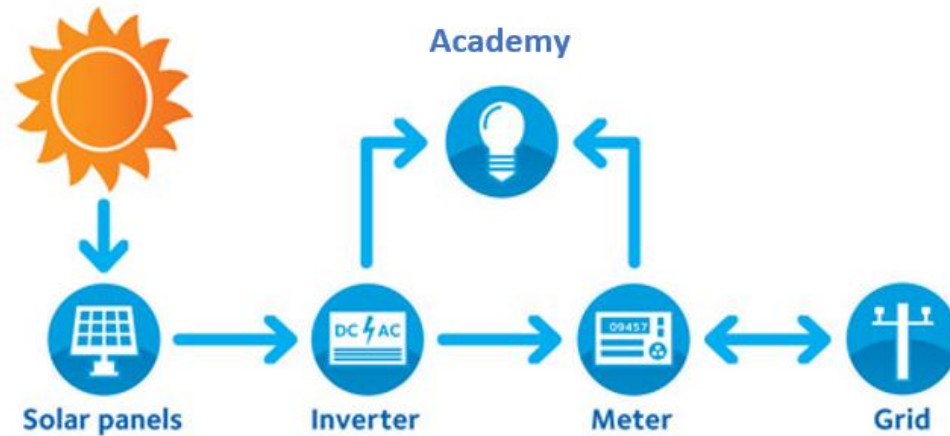 Academy
DC AC
09457
Solar panels
Inverter
Meter
Grid